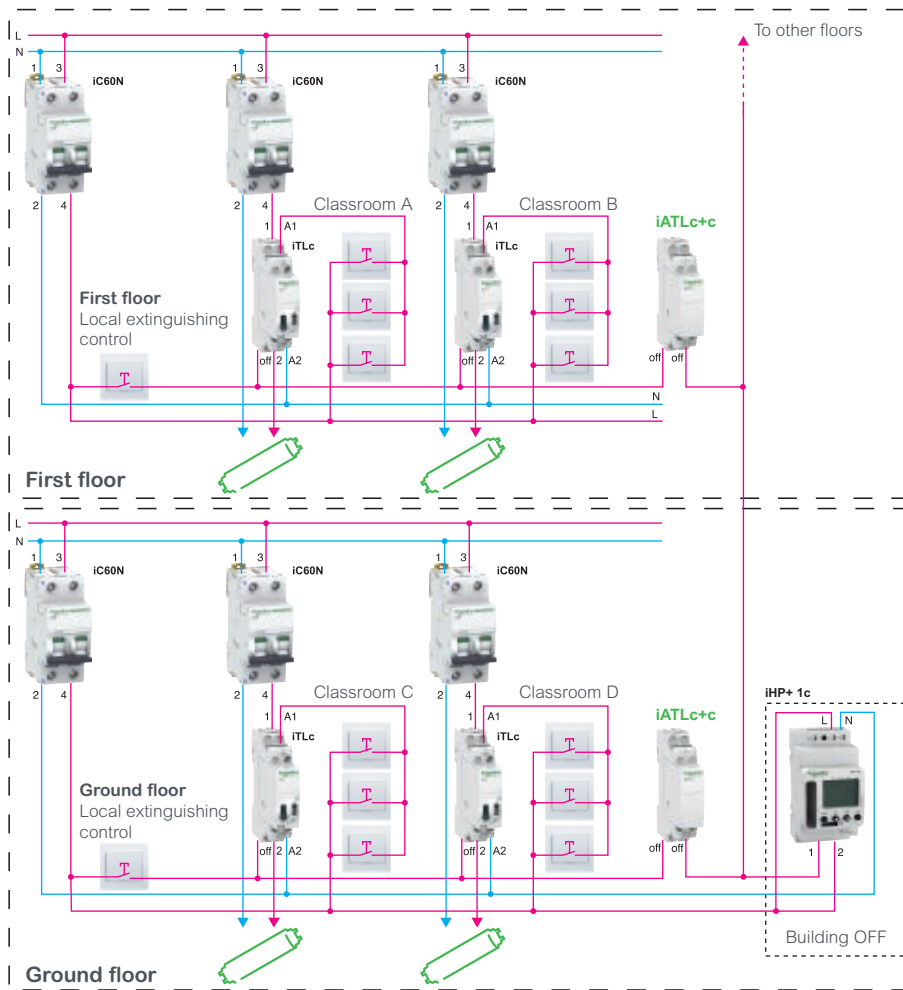 To other floors
L
N
1 3 iC60N
1 3
1 3 iC60N
2 4
2 4
2 4
Classroom A
Classroom B
1 A1
iTLc
1 A1
iTLc
iATLc+c
First floor
Local extinguishing
control
off 2 A2
off 2 A2
off off
N
L
First floor
L
N
1 3 iC60N
1 3
1 3 iC60N
2 4
2 4
2 4
Classroom C
Classroom D
1 A1
iTLc
1 A1
iTLc
iATLc+c
iHP+ 1c
L N
Ground floor
Local extinguishing
control
off 2 A2
off 2 A2
off off
1 2
Building OFF
Ground floor